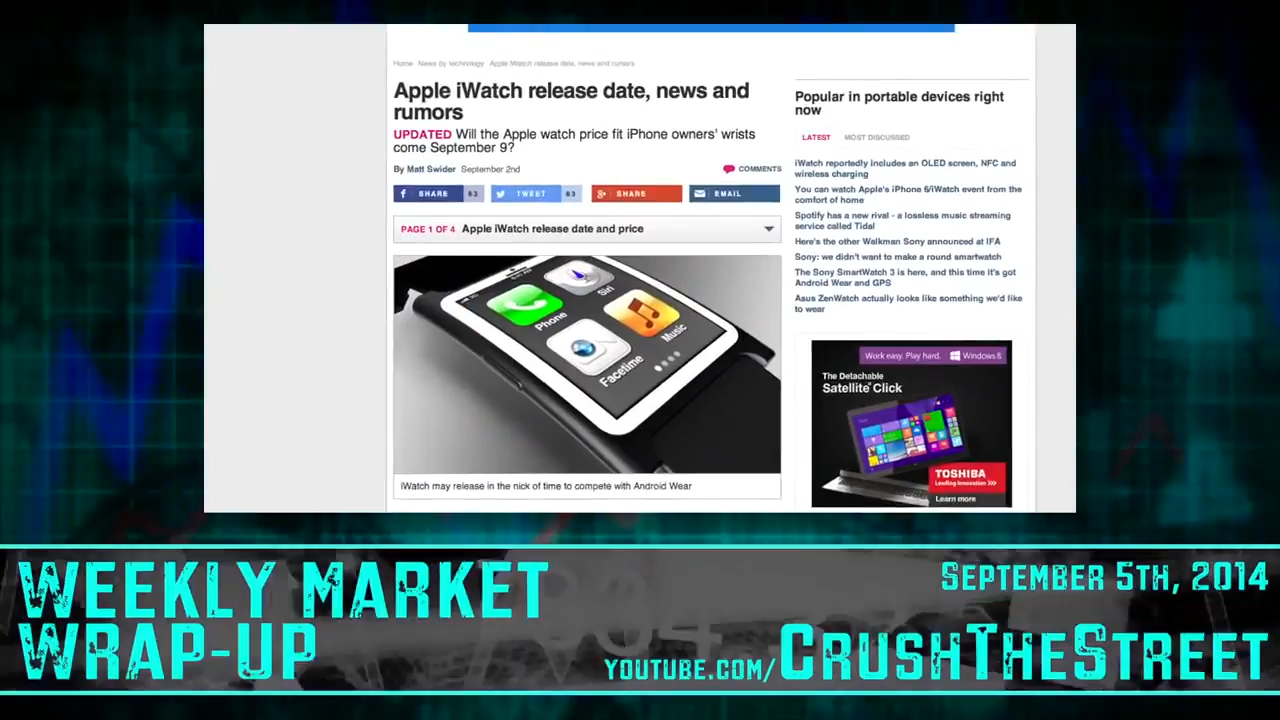 Home News by technology Apple iWatch release date, news and rumors
Apple iWatch release date, news and
rumors
UPDATED Will the Apple watch price fit iPhone owners' wrists
come September 9?
By Matt Swider September 2nd
COMMENTS
SHARE 63
TWEET 63
SHARE
EMAIL
PAGE 1 OF 4 Apple iWatch release date and price
Phone
Siri
Facetime
Music
iWatch may release in the nick of time to compete with Android Wear
Popular in portable devices right
now
LATEST MOST DISCUSSED
iWatch reportedly includes an OLED screen, NFC and
wireless charging
You can watch Apple's iPhone 6/iWatch event from the
comfort of home
Spotify has a new rival - a lossless music streaming
service called Tidal
Here's the other Walkman Sony announced at IFA
Sony: we didn't want to make a round smartwatch
The Sony SmartWatch 3 is here, and this time it's got
Android Wear and GPS
Asus ZenWatch actually looks like something we'd like
to wear
Work easy. Play hard. Windows 8
The Detachable
Satellite Click
TOSHIBA
Leading Innovation >>>
Learn more
WEEKLY MARKET
WRAP-UP
SEPTEMBER 5TH, 2014
YOUTUBE.COM/CRUSHTHESTREET